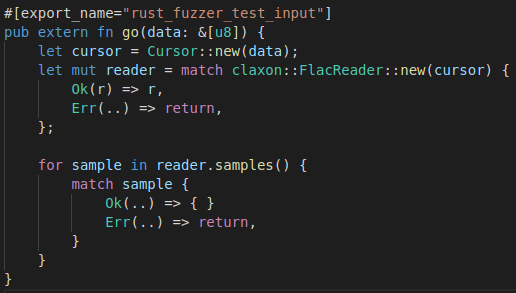 #[export_name="rust_fuzzer_test_input"]
pub extern fn go(data: &[u8]) {
    let cursor = Cursor::new(data);
    let mut reader = match claxon::FlacReader::new(cursor) {
        Ok(r) => r,
        Err(..) => return,
    };

    for sample in reader.samples() {
        match sample {
            Ok(..) => { }
            Err(..) => return,
        }
    }
}